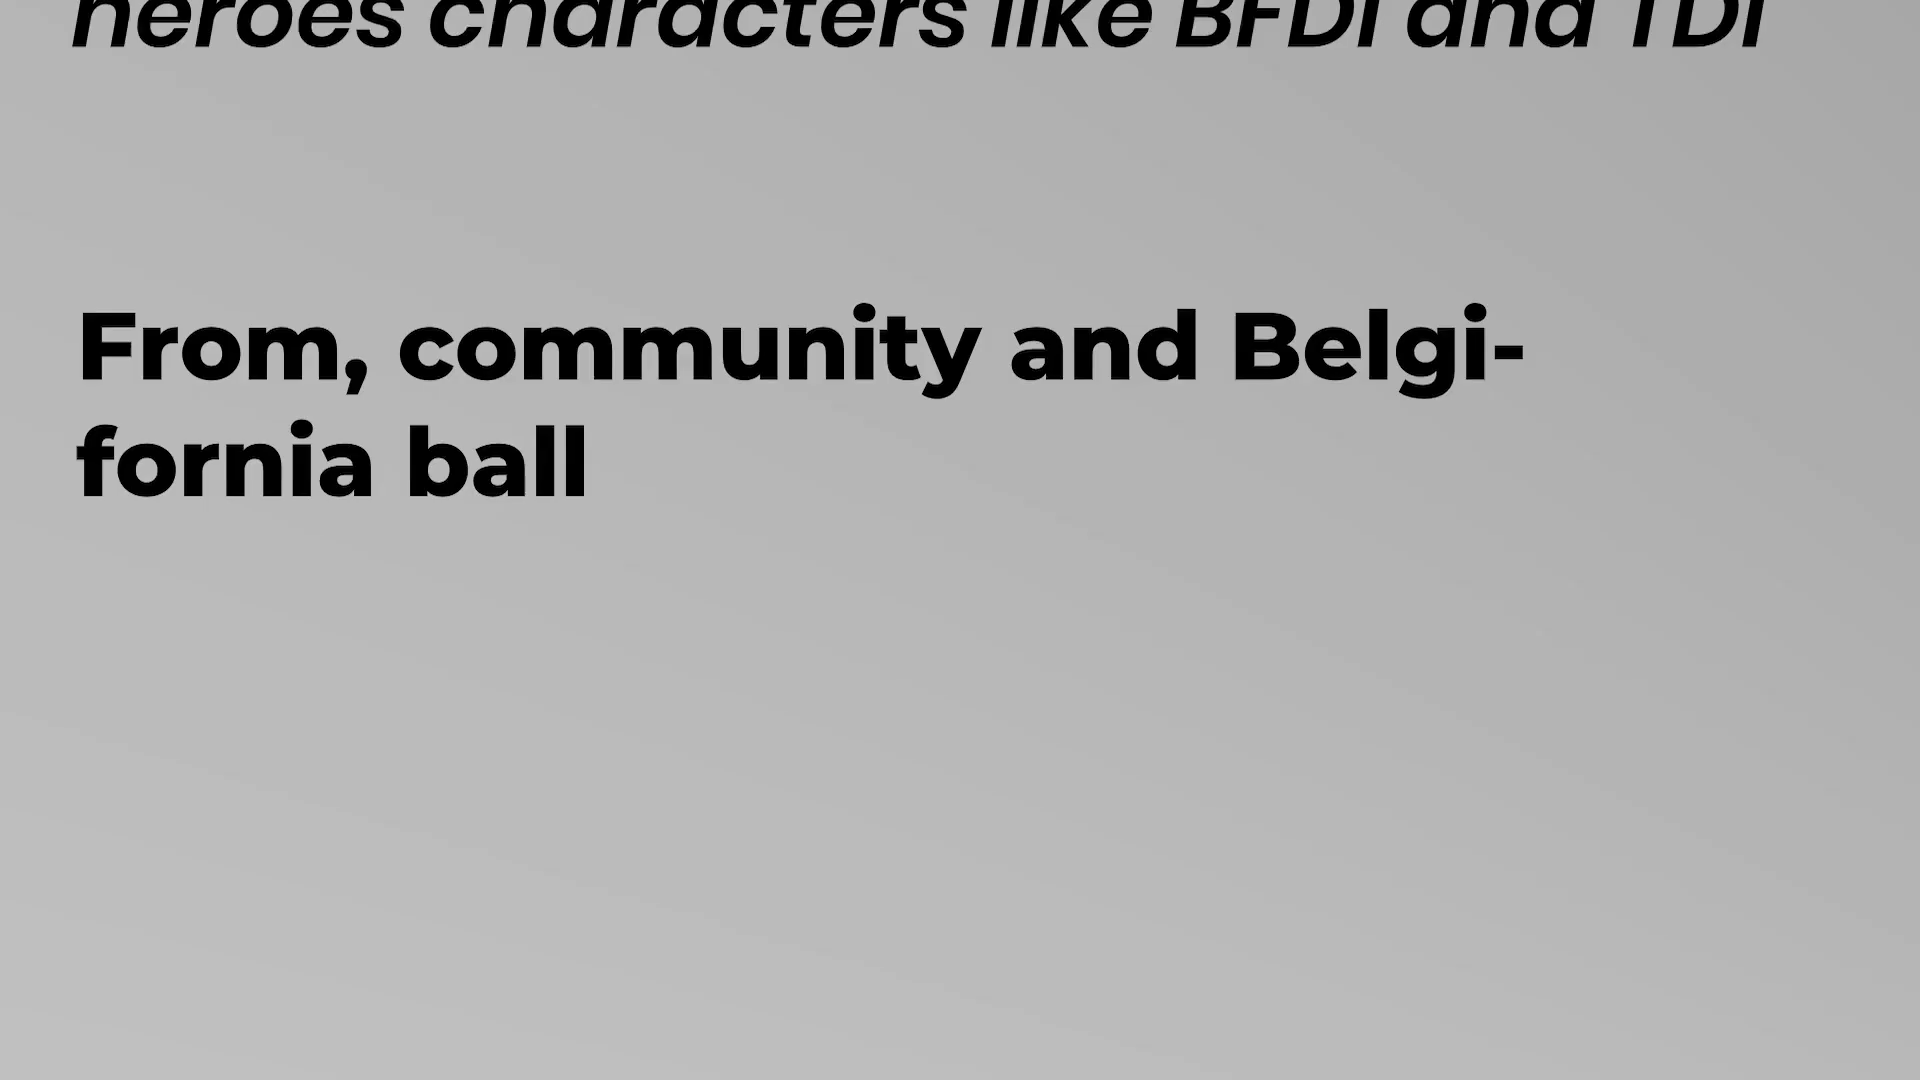 heroes characters like BFDI and TDI
From, community and Belgi-
fornia ball